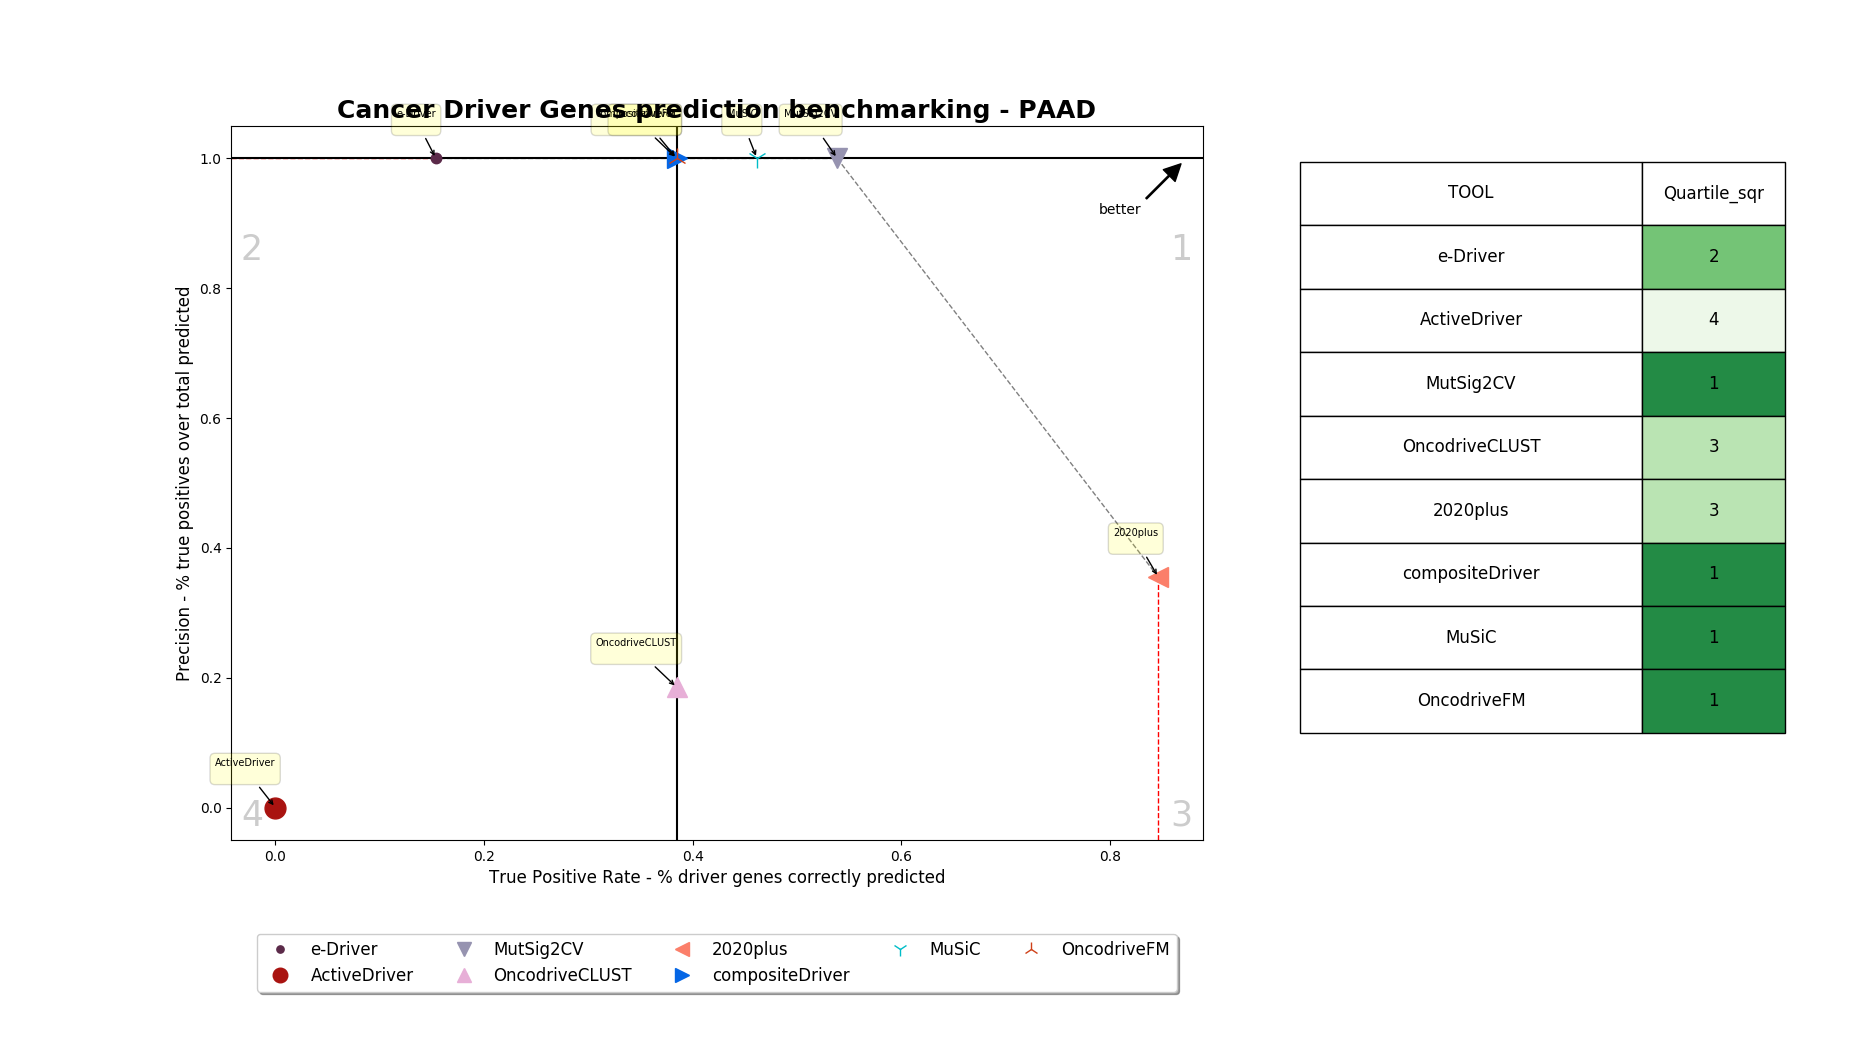 Cancer Driver Genes prediction benchmarking - PAAD
e-Driver
MuSiC
MutSig2CV
1.0
0.8
0.6
0.4
0.2
0.0
Precision - % true positives over total predicted
2
1
better
2020plus
OncodriveCLUST
ActiveDriver
4
3
0.0
0.2
0.4
0.6
0.8
True Positive Rate - % driver genes correctly predicted
e-Driver
ActiveDriver
MutSig2CV
OncodriveCLUST
2020plus
compositeDriver
MuSiC
OncodriveFM
TOOL Quartile_sqr
e-Driver 2
ActiveDriver 4
MutSig2CV 1
OncodriveCLUST 3
2020plus 3
compositeDriver 1
MuSiC 1
OncodriveFM 1